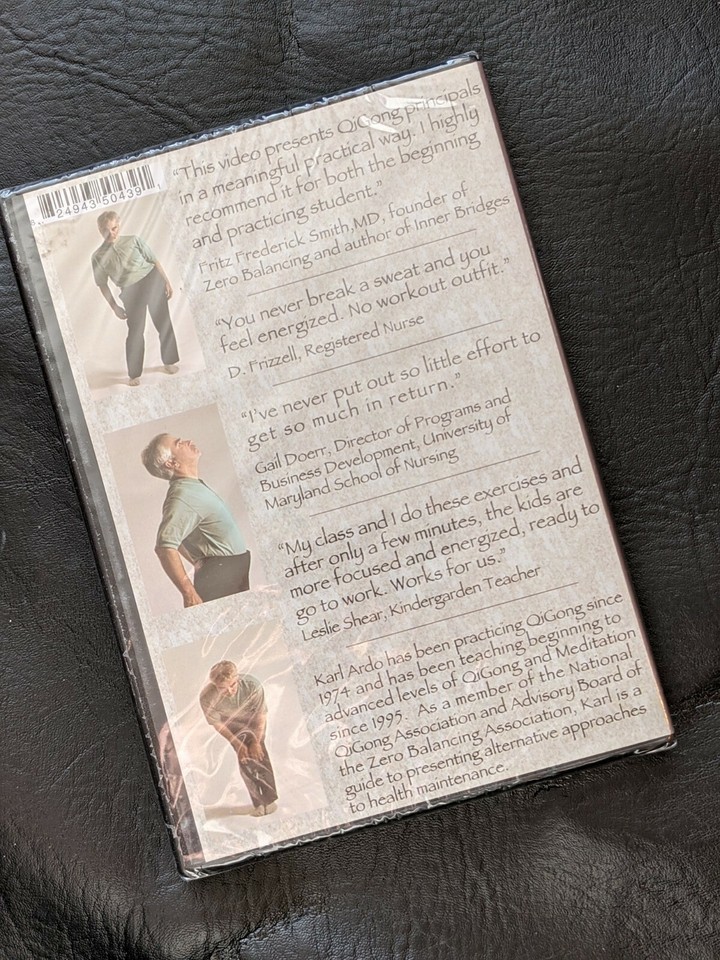 24943 50439 1
"This video presents QiGong principals
in a meaningful practical way. I highly
recommend it for both the beginning
and practicing student."
Fritz Frederick Smith, MD, founder of
Zero Balancing and author of Inner Bridges
"You never break a sweat and you
feel energized. No workout outfit."
D. Frizzell, Registered Nurse
"I've never put out so little effort to
get so much in return."
Gail Doerr, Director of Programs and
Business Development, University of
Maryland School of Nursing
"My class and I do these exercises and
after only a few minutes, the kids are
more focused and energized, ready to
go to work. Works for us."
Leslie Shear, Kindergarden Teacher
Karl Ardo has been practicing QiGong since
1974 and has been teaching beginning to
advanced levels of QiGong and Meditation
since 1995. As a member of the National
QiGong Association and Advisory Board of
the Zero Balancing Association, Karl is a
guide to presenting alternative approaches
to health maintenance.